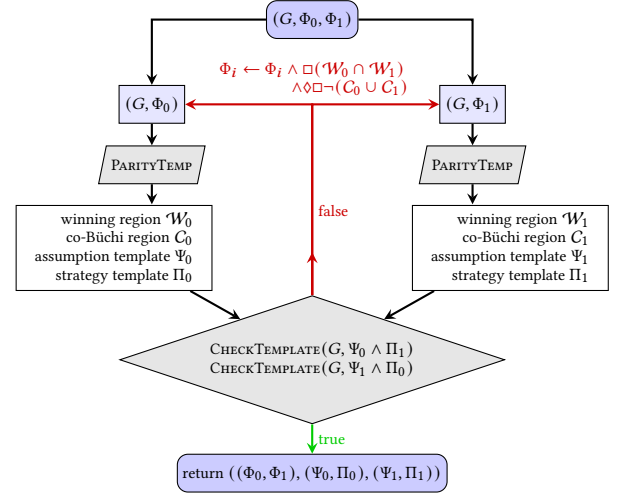 (G, Φ₀, Φ₁)
Φᵢ ← Φᵢ ∧ □(𝒲₀ ∩ 𝒲₁)
∧◊□¬(𝒞₀ ∪ 𝒞₁)
(G, Φ₀)
(G, Φ₁)
ParityTemp
ParityTemp
false
winning region 𝒲₀
co-Büchi region 𝒞₀
assumption template Ψ₀
strategy template Π₀
winning region 𝒲₁
co-Büchi region 𝒞₁
assumption template Ψ₁
strategy template Π₁
CheckTemplate(G, Ψ₀ ∧ Π₁)
CheckTemplate(G, Ψ₁ ∧ Π₀)
true
return ((Φ₀, Φ₁), (Ψ₀, Π₀), (Ψ₁, Π₁))